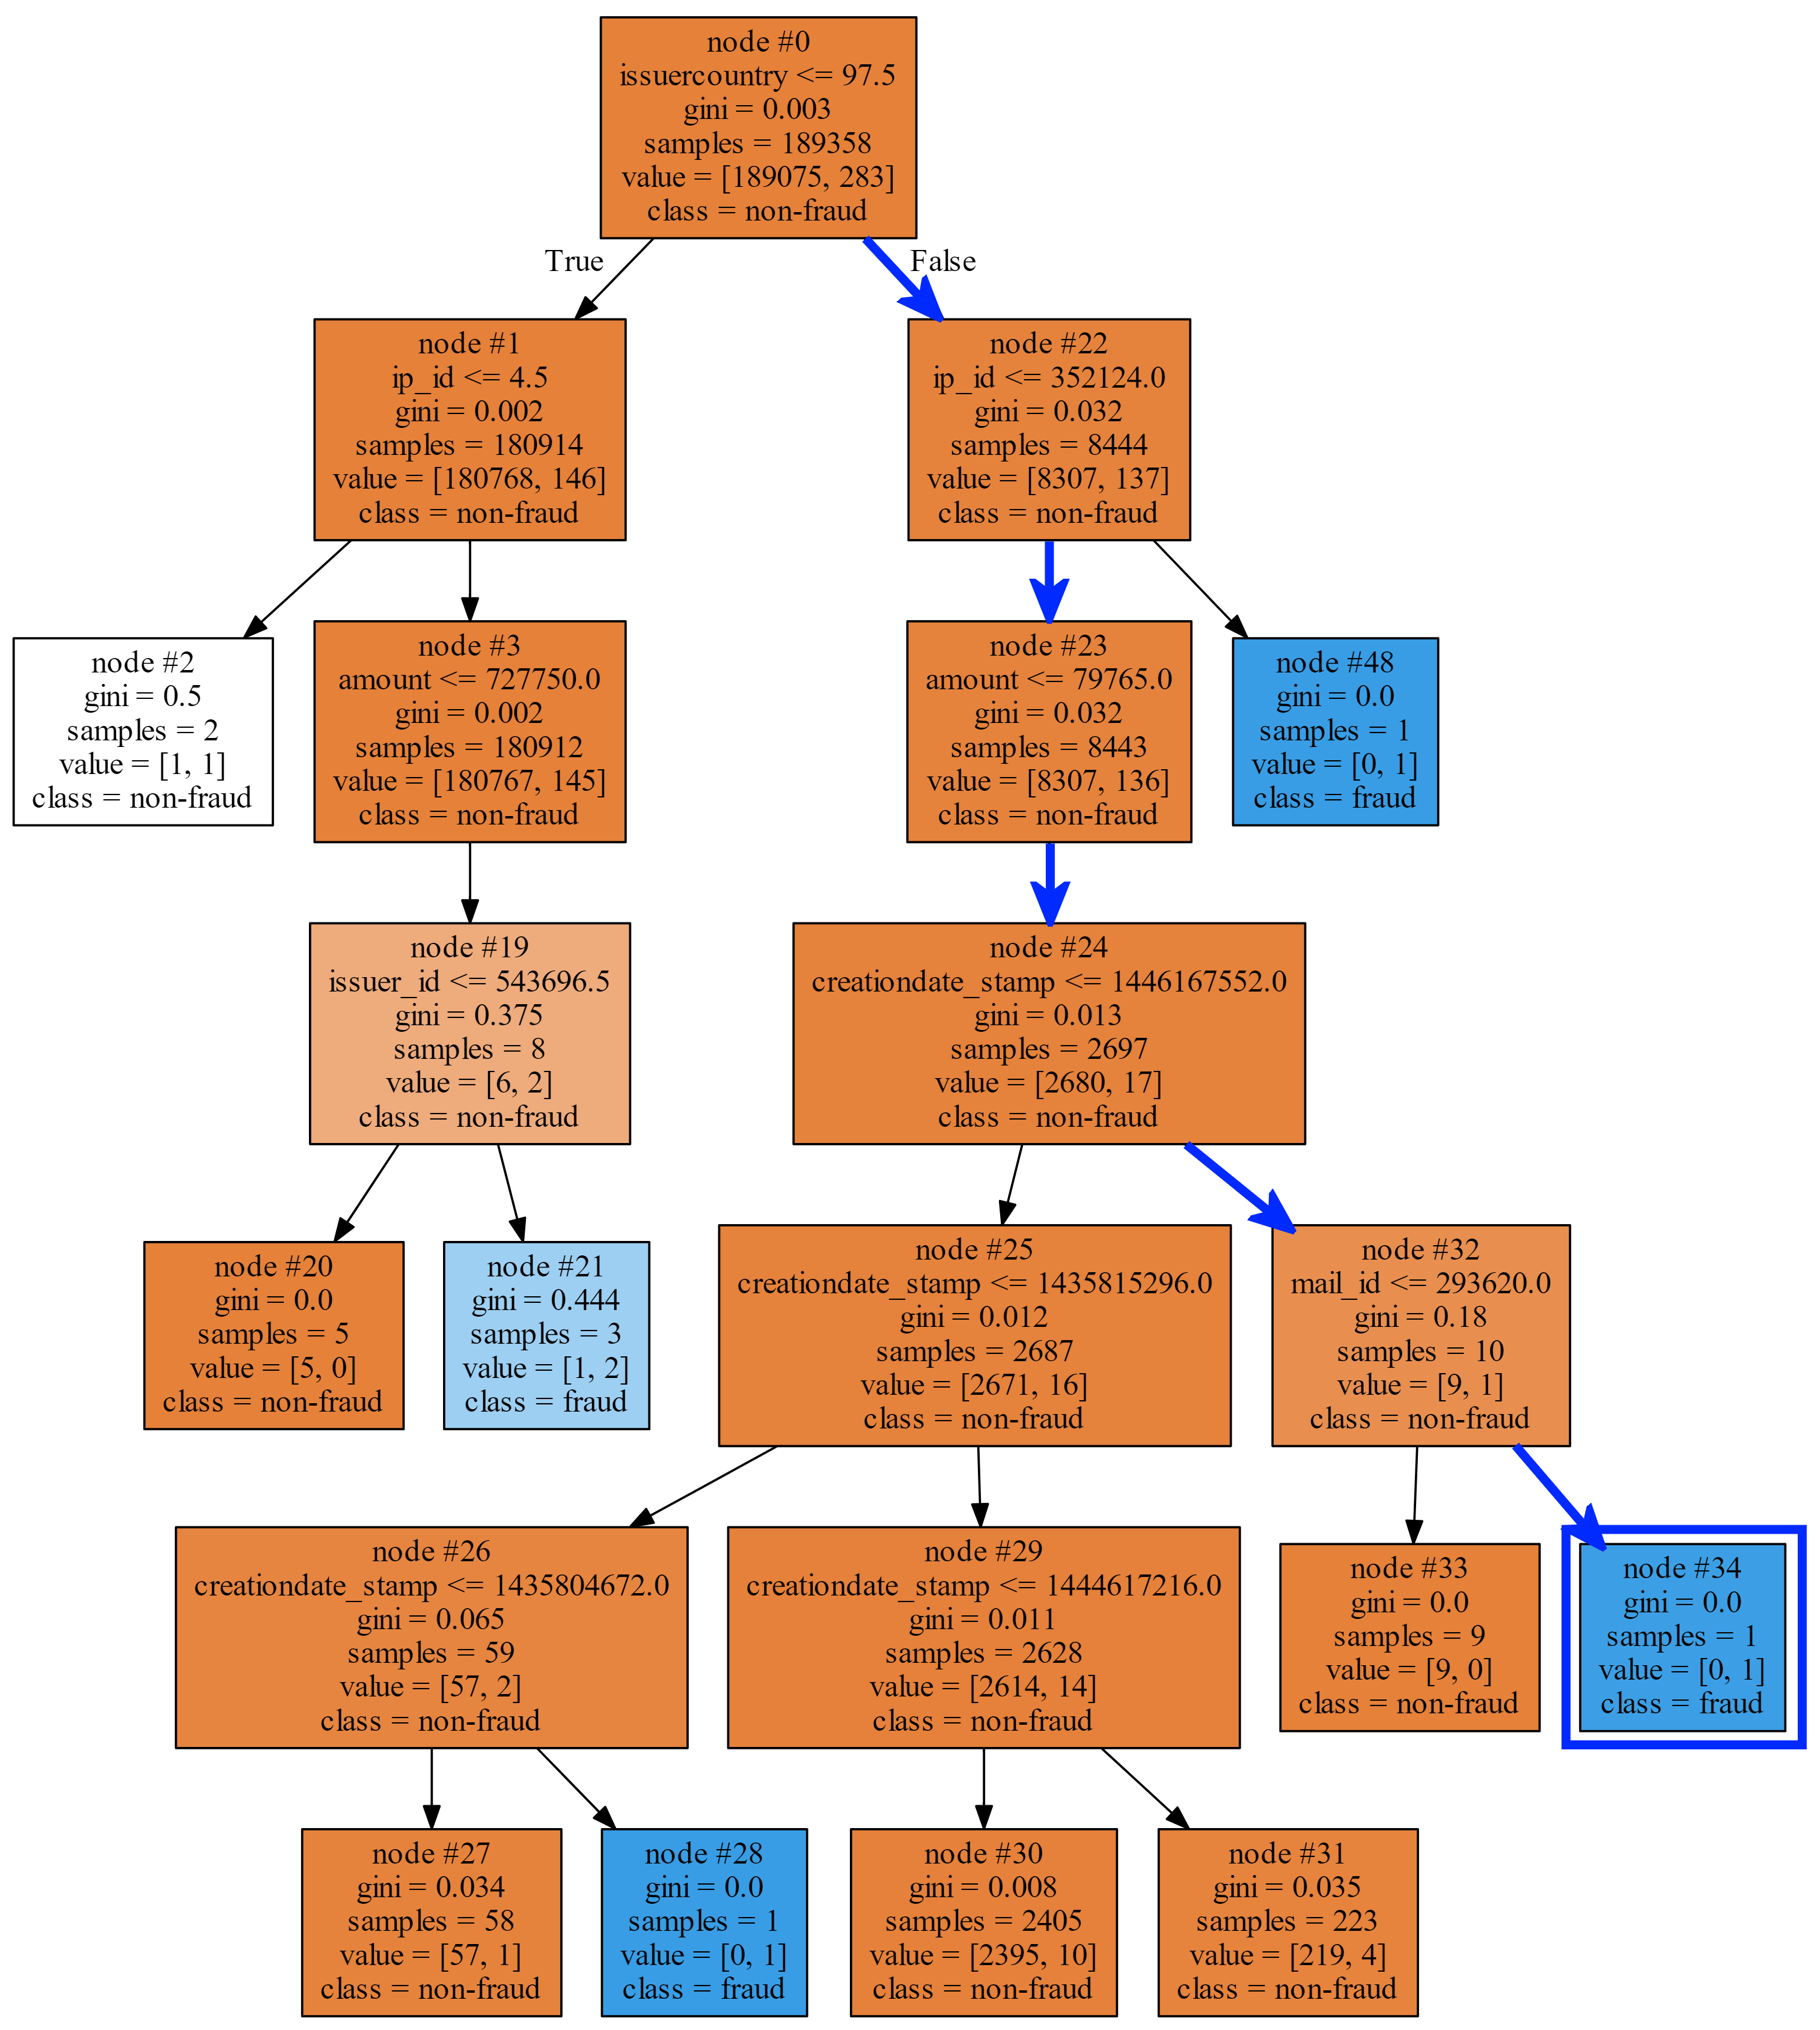 node #0
issuercountry <= 97.5
gini = 0.003
samples = 189358
value = [189075, 283]
class = non-fraud
True
False
node #1
ip_id <= 4.5
gini = 0.002
samples = 180914
value = [180768, 146]
class = non-fraud
node #22
ip_id <= 352124.0
gini = 0.032
samples = 8444
value = [8307, 137]
class = non-fraud
node #2
gini = 0.5
samples = 2
value = [1, 1]
class = non-fraud
node #3
amount <= 727750.0
gini = 0.002
samples = 180912
value = [180767, 145]
class = non-fraud
node #23
amount <= 79765.0
gini = 0.032
samples = 8443
value = [8307, 136]
class = non-fraud
node #48
gini = 0.0
samples = 1
value = [0, 1]
class = fraud
node #19
issuer_id <= 543696.5
gini = 0.375
samples = 8
value = [6, 2]
class = non-fraud
node #24
creationdate_stamp <= 1446167552.0
gini = 0.013
samples = 2697
value = [2680, 17]
class = non-fraud
node #20
gini = 0.0
samples = 5
value = [5, 0]
class = non-fraud
node #21
gini = 0.444
samples = 3
value = [1, 2]
class = fraud
node #25
creationdate_stamp <= 1435815296.0
gini = 0.012
samples = 2687
value = [2671, 16]
class = non-fraud
node #32
mail_id <= 293620.0
gini = 0.18
samples = 10
value = [9, 1]
class = non-fraud
node #26
creationdate_stamp <= 1435804672.0
gini = 0.065
samples = 59
value = [57, 2]
class = non-fraud
node #29
creationdate_stamp <= 1444617216.0
gini = 0.011
samples = 2628
value = [2614, 14]
class = non-fraud
node #33
gini = 0.0
samples = 9
value = [9, 0]
class = non-fraud
node #34
gini = 0.0
samples = 1
value = [0, 1]
class = fraud
node #27
gini = 0.034
samples = 58
value = [57, 1]
class = non-fraud
node #28
gini = 0.0
samples = 1
value = [0, 1]
class = fraud
node #30
gini = 0.008
samples = 2405
value = [2395, 10]
class = non-fraud
node #31
gini = 0.035
samples = 223
value = [219, 4]
class = non-fraud